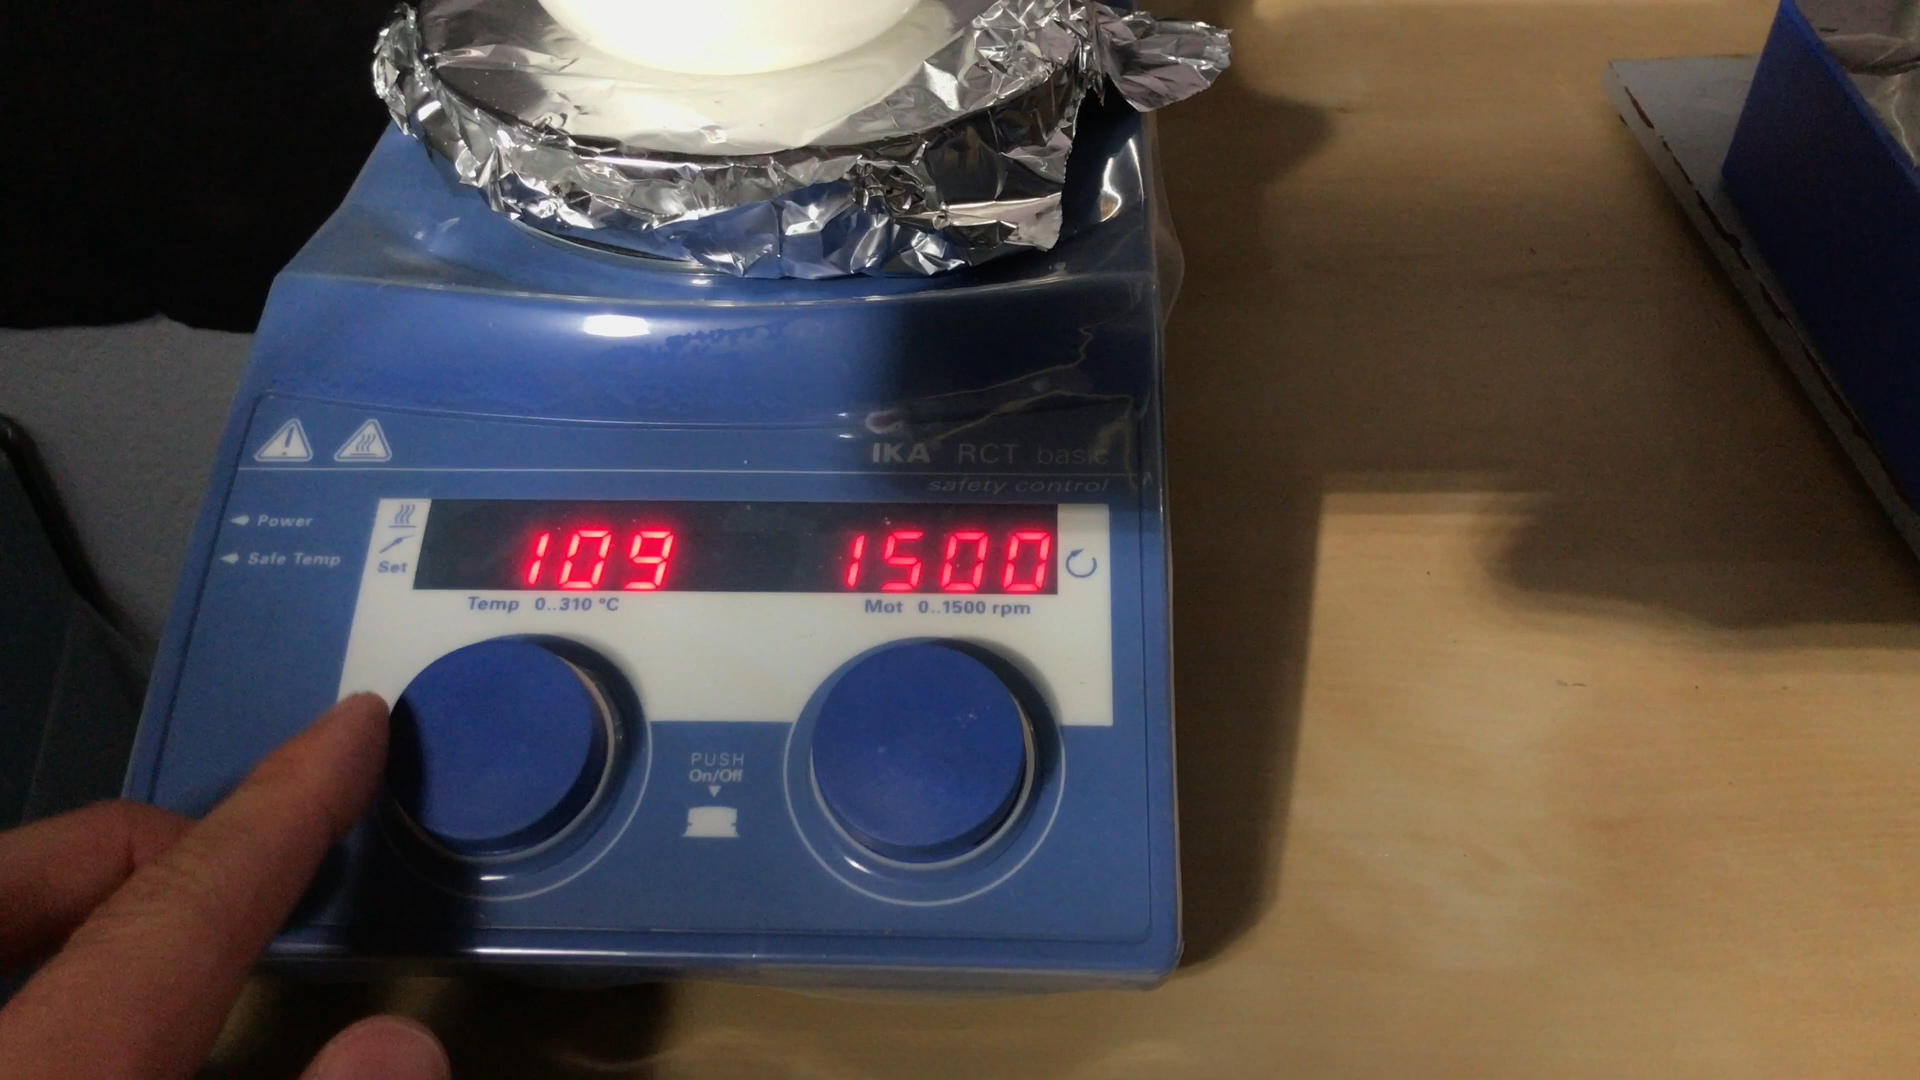 IKA RCT basic
safety control
Power
Safe Temp
Set
109 1500
Temp 0..310 °C
Mot 0..1500 rpm
PUSH
On/Off